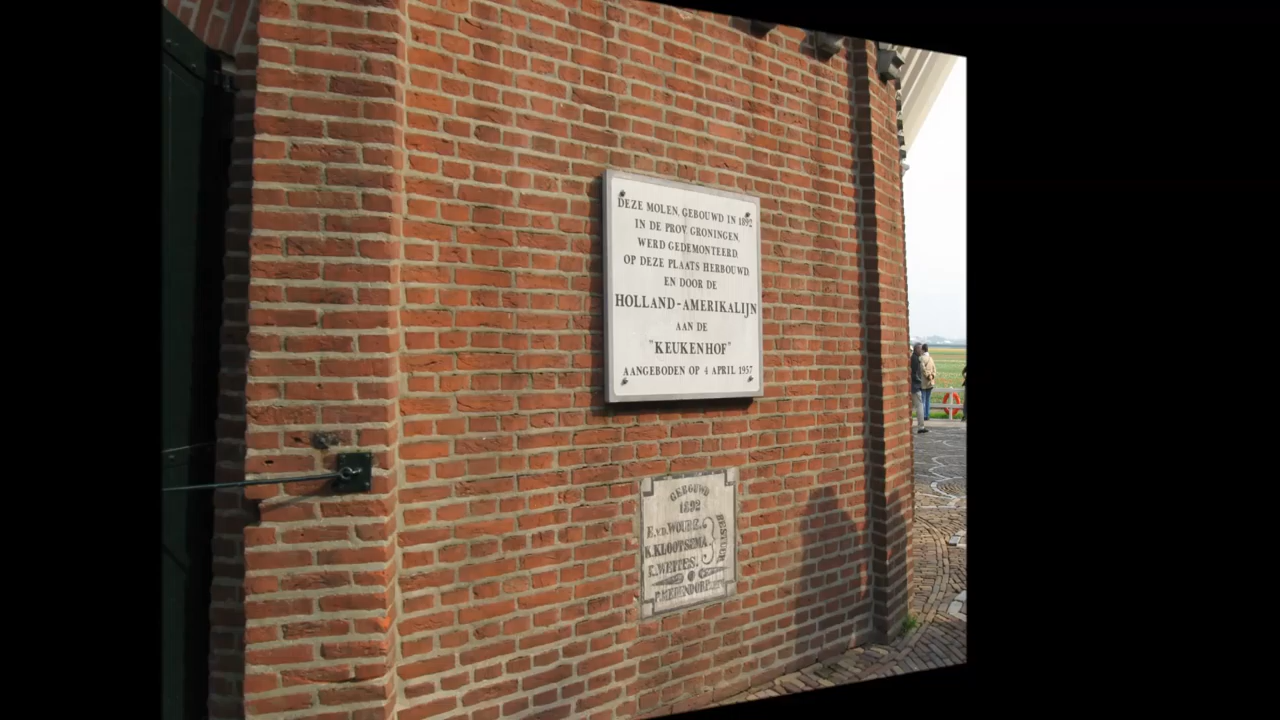 DEZE MOLEN, GEBOUWD IN 1892
IN DE PROV. GRONINGEN,
WERD GEDEMONTEERD,
OP DEZE PLAATS HERBOUWD,
EN DOOR DE
HOLLAND-AMERIKALIJN
AAN DE
"KEUKENHOF"
AANGEBODEN OP 4 APRIL 1957
GEBOUWD
1892
E.V.D.
K.KLOOTSEMA
BESTUUR